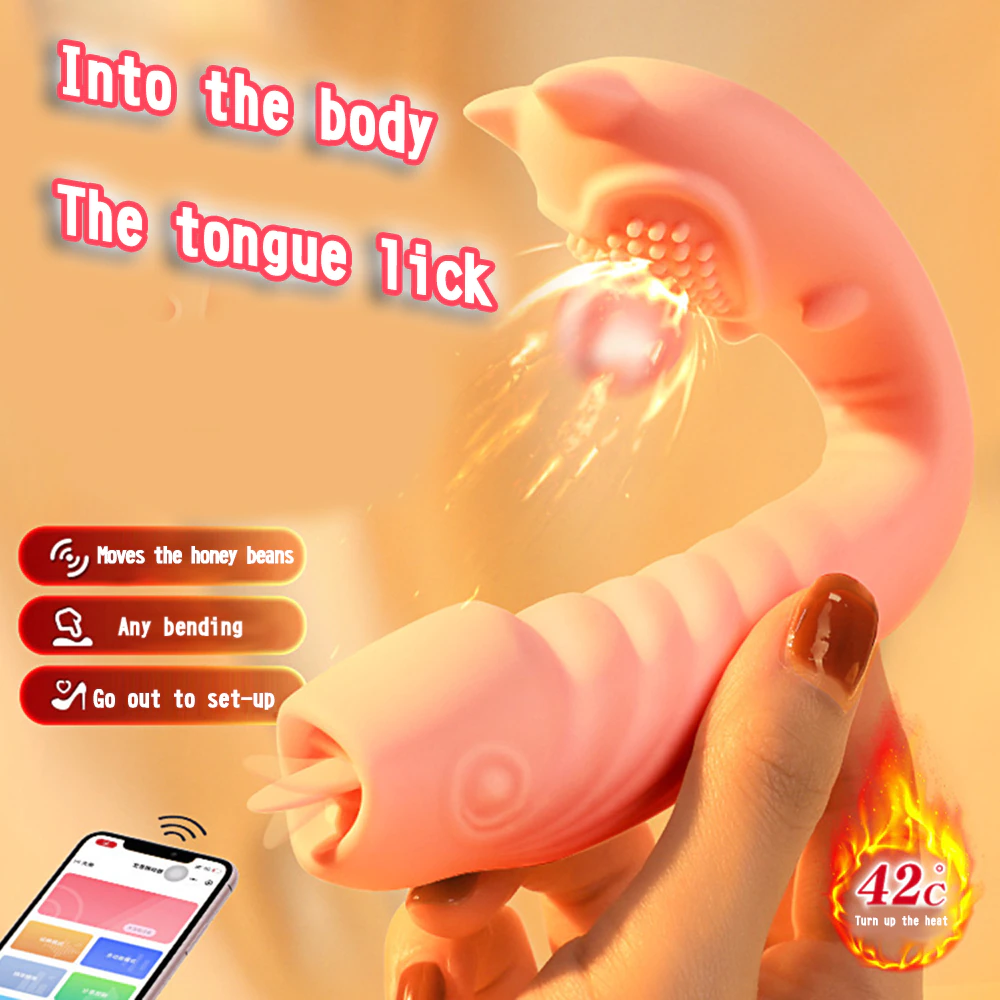 Into the body
The tongue lick
Moves the honey beans
Any bending
Go out to set-up
42°c
Turn up the heat